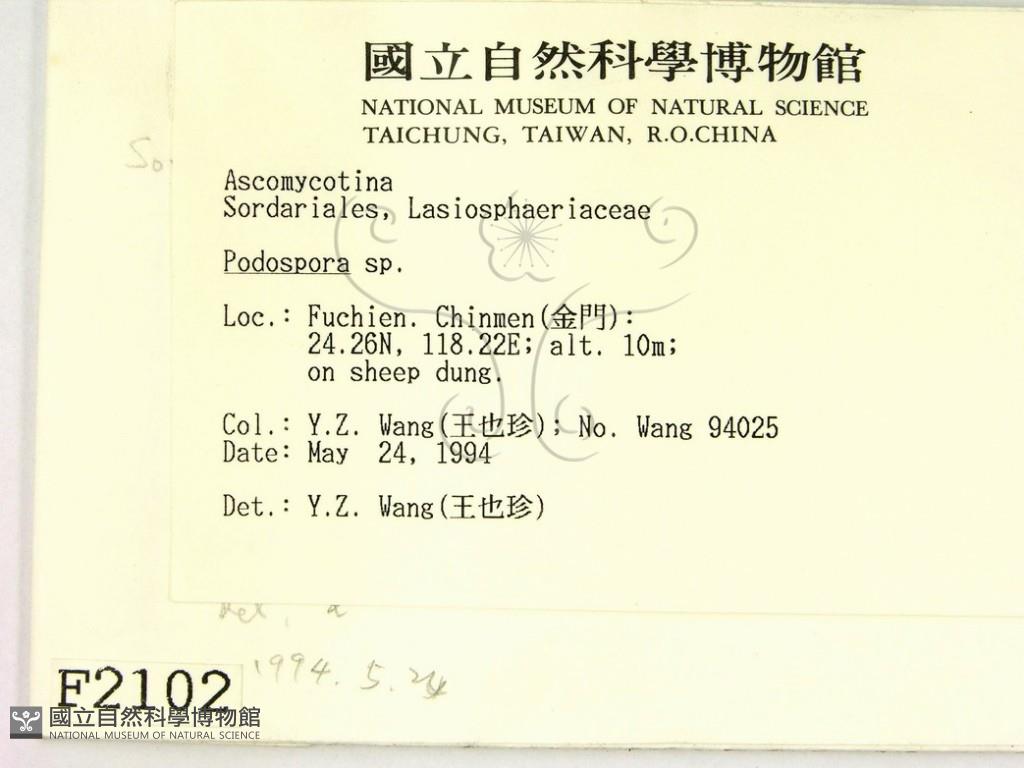 國立自然科學博物館
NATIONAL MUSEUM OF NATURAL SCIENCE
TAICHUNG, TAIWAN, R.O.CHINA
So
Ascomycotina
Sordariales, Lasiosphaeriaceae
Podospora sp.
Loc.: Fuchien. Chinmen(金門):
24.26N, 118.22E; alt. 10m;
on sheep dung.
Col.: Y.Z. Wang(王也珍); No. Wang 94025
Date: May 24, 1994
Det.: Y.Z. Wang(王也珍)
1994. 5. 24
F2102
國立自然科學博物館
NATIONAL MUSEUM OF NATURAL SCIENCE